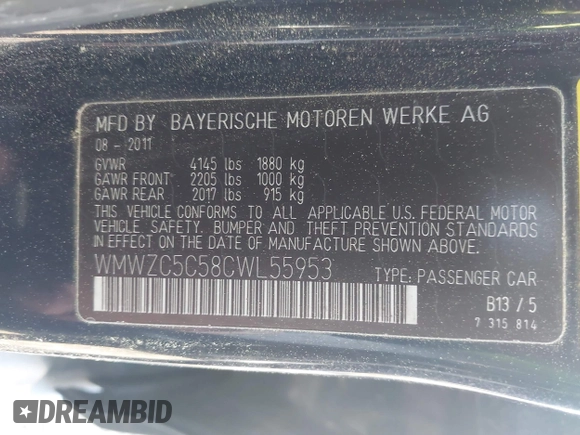 MFD BY BAYERISCHE MOTOREN WERKE AG
08 - 2011
GVWR 4145 lbs 1880 kg
GAWR FRONT 2205 lbs 1000 kg
GAWR REAR 2017 lbs 915 kg
THIS VEHICLE CONFORMS TO ALL APPLICABLE U.S. FEDERAL MOTOR
VEHICLE SAFETY, BUMPER AND THEFT PREVENTION STANDARDS
IN EFFECT ON THE DATE OF MANUFACTURE SHOWN ABOVE.
WMWZC5C58CWL55953 TYPE: PASSENGER CAR
B13 / 5
7 315 814
DREAMBID